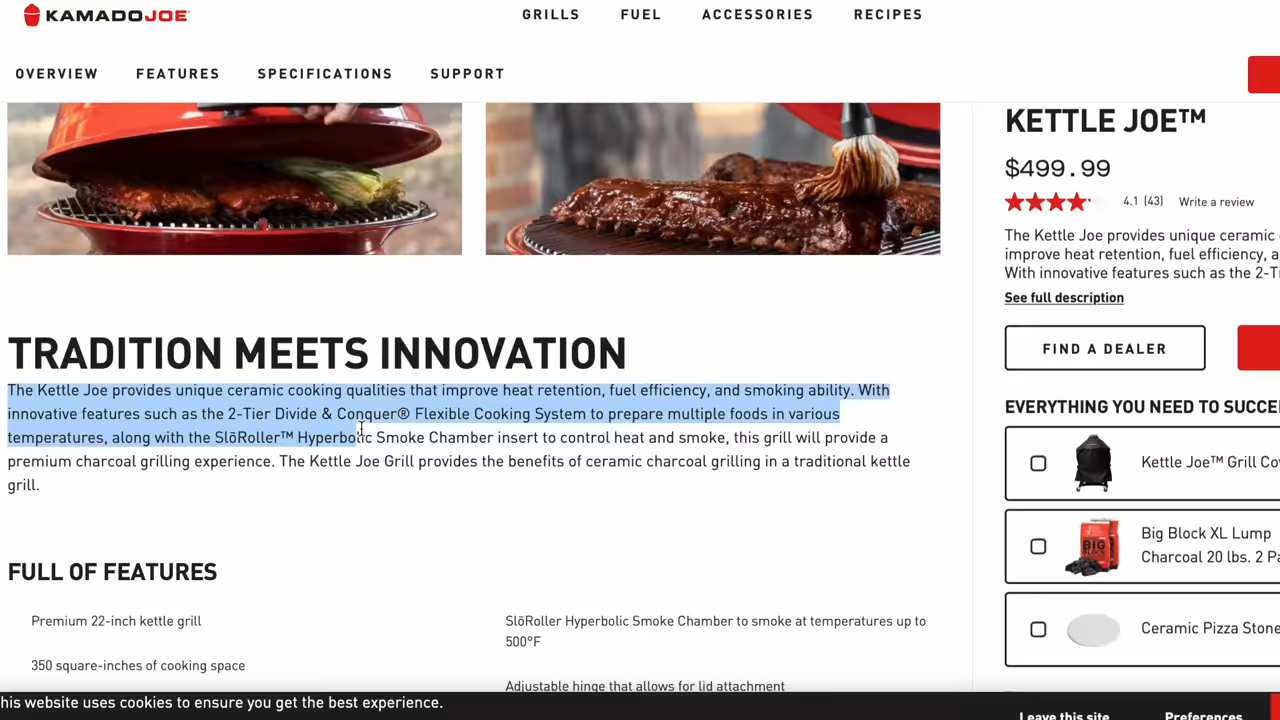 KAMADOJOE
GRILLS FUEL ACCESSORIES RECIPES
OVERVIEW FEATURES SPECIFICATIONS SUPPORT
TRADITION MEETS INNOVATION
The Kettle Joe provides unique ceramic cooking qualities that improve heat retention, fuel efficiency, and smoking ability. With
innovative features such as the 2-Tier Divide & Conquer® Flexible Cooking System to prepare multiple foods in various
temperatures, along with the SlōRoller™ Hyperbolic Smoke Chamber insert to control heat and smoke, this grill will provide a
premium charcoal grilling experience. The Kettle Joe Grill provides the benefits of ceramic charcoal grilling in a traditional kettle
grill.
FULL OF FEATURES
Premium 22-inch kettle grill
350 square-inches of cooking space
SlōRoller Hyperbolic Smoke Chamber to smoke at temperatures up to
500°F
Adjustable hinge that allows for lid attachment
KETTLE JOE™
$499.99
4.1 (43) Write a review
The Kettle Joe provides unique ceramic
improve heat retention, fuel efficiency, a
With innovative features such as the 2-Ti
See full description
FIND A DEALER
EVERYTHING YOU NEED TO SUCCE
Kettle Joe™ Grill Co
Big Block XL Lump
Charcoal 20 lbs. 2 Pa
BIG
BLOCK
Ceramic Pizza Stone
his website uses cookies to ensure you get the best experience.
Leave this site Preferences